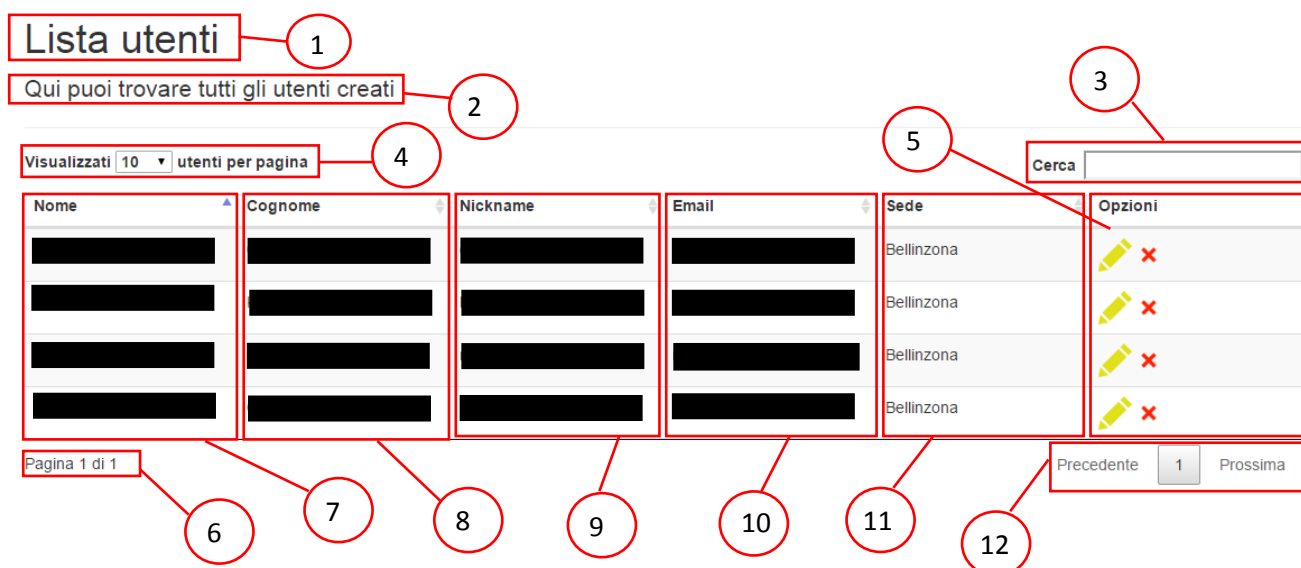 Lista utenti
1
Qui puoi trovare tutti gli utenti creati
2
3
Visualizzati 10 utenti per pagina
4
5
Cerca
Nome Cognome Nickname Email Sede Opzioni
Bellinzona
Bellinzona
Bellinzona
Bellinzona
Pagina 1 di 1
Precedente 1 Prossima
6
7
8
9
10
11
12